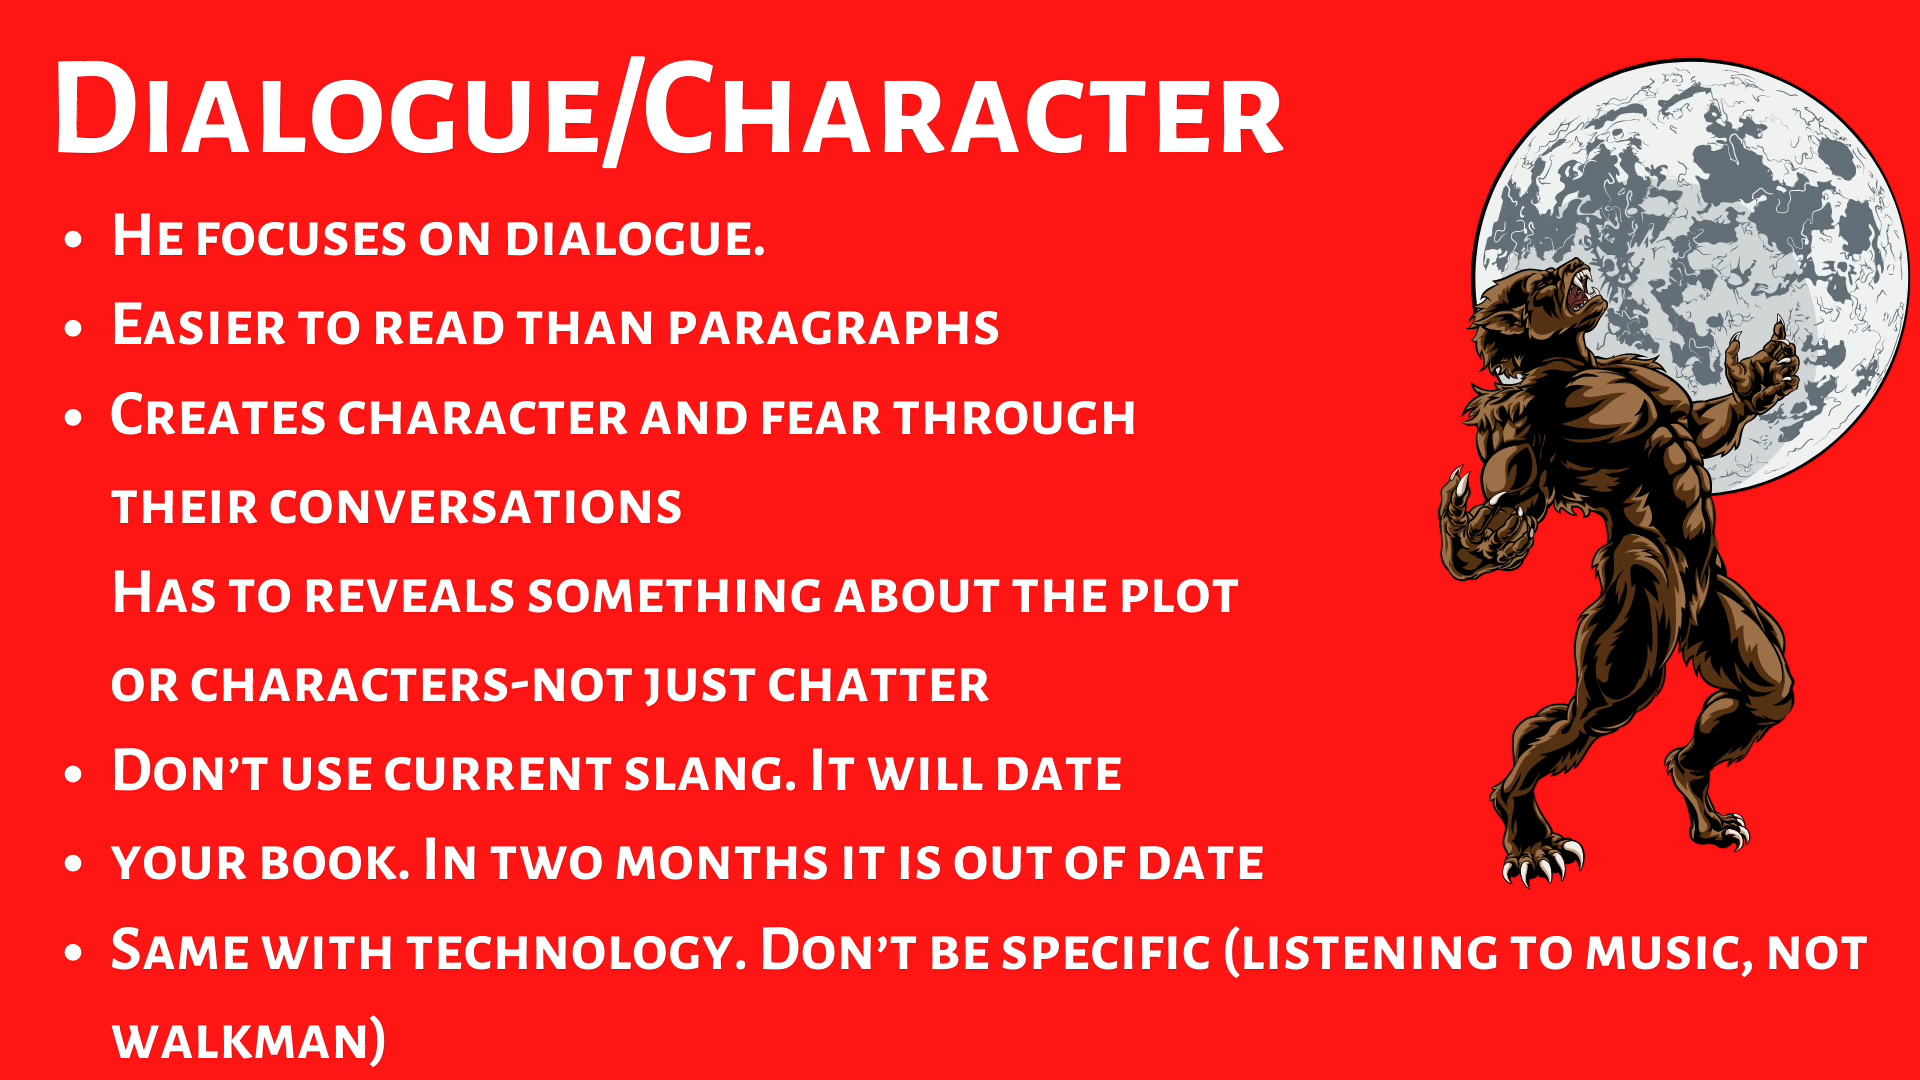 Dialogue/Character
• He focuses on dialogue.
• Easier to read than paragraphs
• Creates character and fear through
their conversations
Has to reveals something about the plot
or characters-not just chatter
• Don't use current slang. It will date
• your book. In two months it is out of date
• Same with technology. Don't be specific (listening to music, not
walkman)